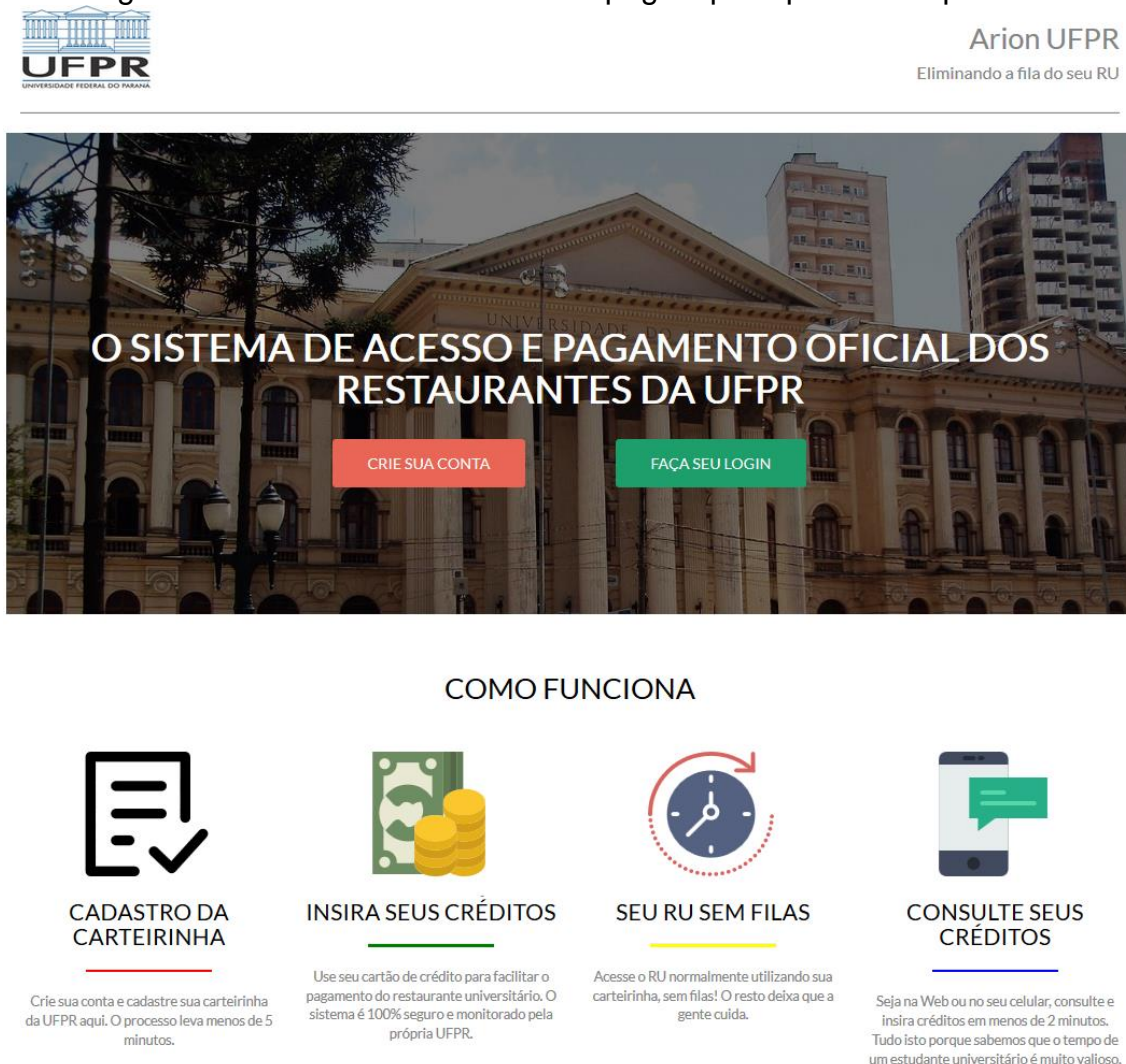 UFPR
UNIVERSIDADE FEDERAL DO PARANÁ
Arion UFPR
Eliminando a fila do seu RU
UNIVERSIDADE DO
O SISTEMA DE ACESSO E PAGAMENTO OFICIAL DOS
RESTAURANTES DA UFPR
CRIE SUA CONTA
FAÇA SEU LOGIN
COMO FUNCIONA
CADASTRO DA
CARTEIRINHA
Crie sua conta e cadastre sua carteirinha
da UFPR aqui. O processo leva menos de 5
minutos.
INSIRA SEUS CRÉDITOS
Use seu cartão de crédito para facilitar o
pagamento do restaurante universitário. O
sistema é 100% seguro e monitorado pela
própria UFPR.
SEU RU SEM FILAS
Acesse o RU normalmente utilizando sua
carteirinha, sem filas! O resto deixa que a
gente cuida.
CONSULTE SEUS
CRÉDITOS
Seja na Web ou no seu celular, consulte e
insira créditos em menos de 2 minutos.
Tudo isto porque sabemos que o tempo de
um estudante universitário é muito valioso.